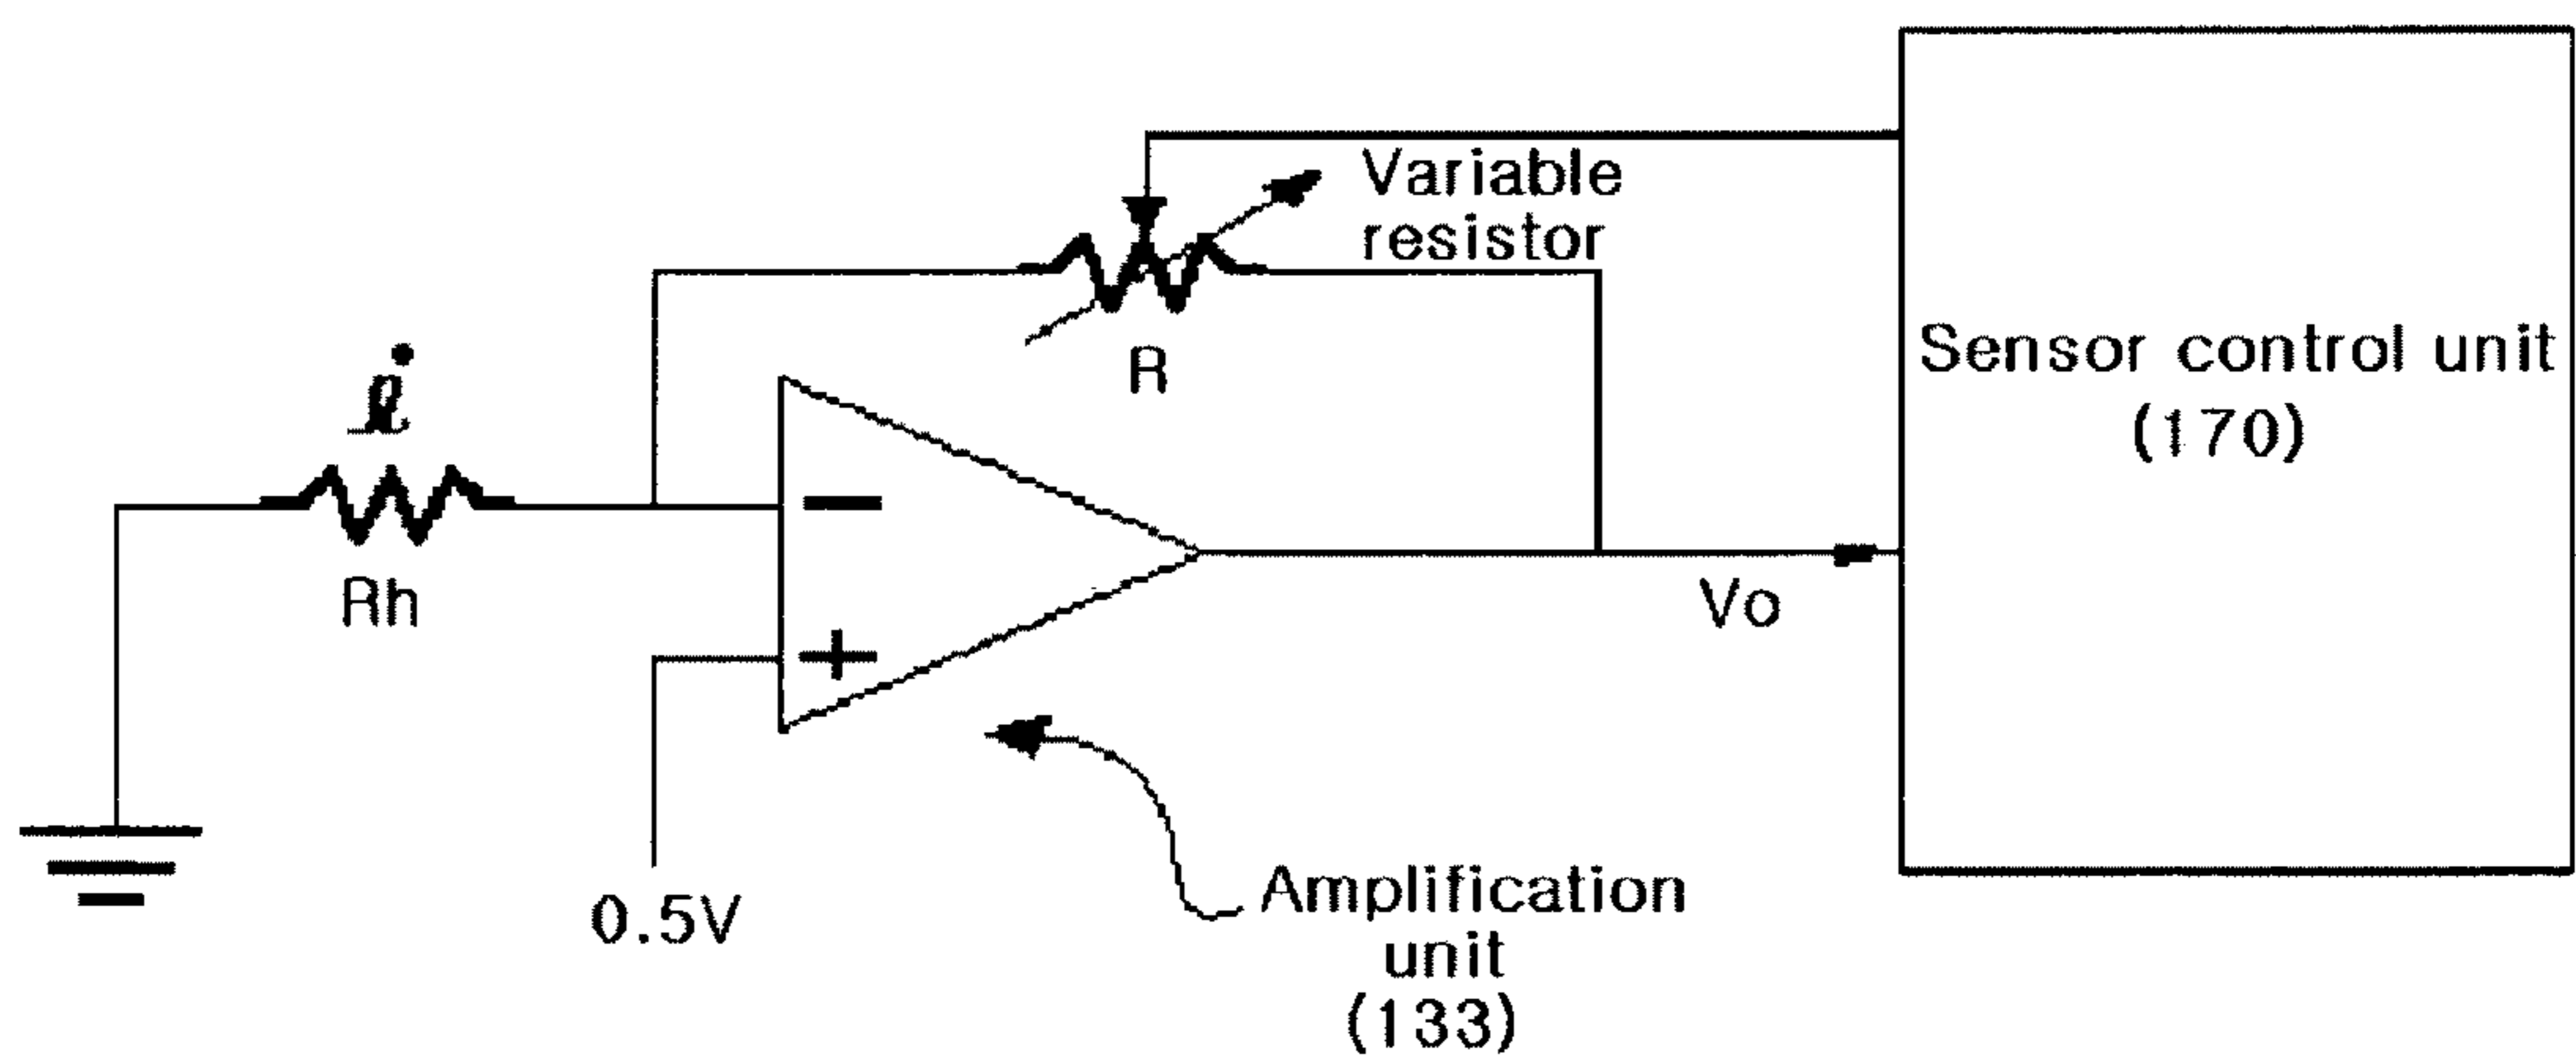 Variable
resistor
Sensor control unit
(170)
R
i
Rh
−
+
Vo
0.5V
Amplification
unit
(133)